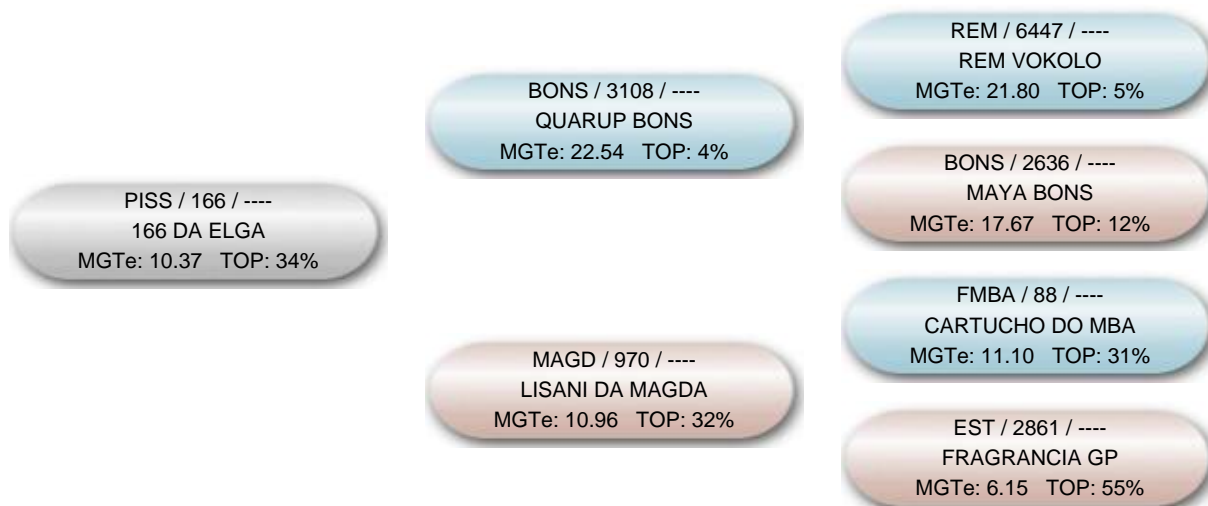 REM / 6447 / ----
REM VOKOLO
MGTe: 21.80 TOP: 5%
BONS / 3108 / ----
QUARUP BONS
MGTe: 22.54 TOP: 4%
BONS / 2636 / ----
MAYA BONS
MGTe: 17.67 TOP: 12%
PISS / 166 / ----
166 DA ELGA
MGTe: 10.37 TOP: 34%
FMBA / 88 / ----
CARTUCHO DO MBA
MGTe: 11.10 TOP: 31%
MAGD / 970 / ----
LISANI DA MAGDA
MGTe: 10.96 TOP: 32%
EST / 2861 / ----
FRAGRANCIA GP
MGTe: 6.15 TOP: 55%